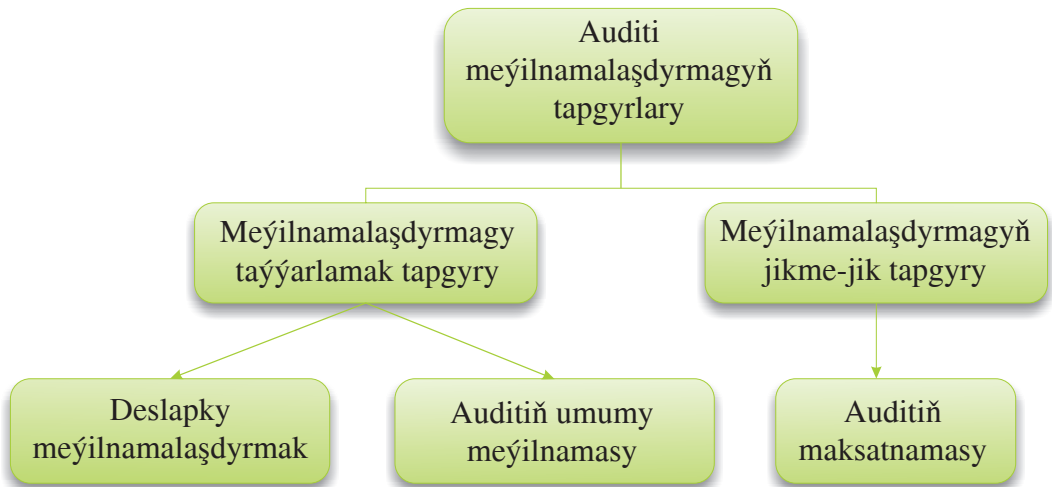 Auditi
meýilnamalaşdyrmagyň
tapgyrlary
Meýilnamalaşdyrmagy
taýýarlamak tapgyry
Meýilnamalaşdyrmagyň
jikme-jik tapgyry
Deslapky
meýilnamalaşdyrmak
Auditiň umumy
meýilnamasy
Auditiň
maksatnamasy